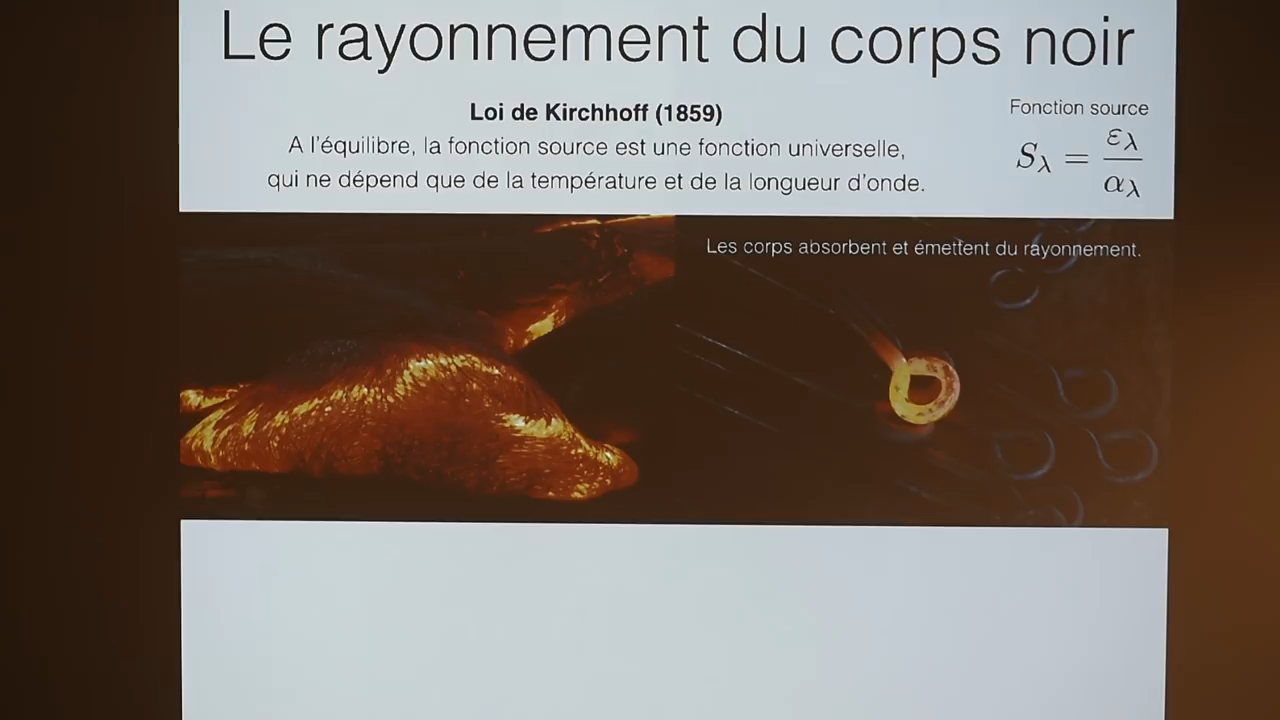 Le rayonnement du corps noir
Loi de Kirchhoff (1859)
A l'équilibre, la fonction source est une fonction universelle,
qui ne dépend que de la température et de la longueur d'onde.
Fonction source
S_λ = ε_λ / α_λ
Les corps absorbent et émettent du rayonnement.